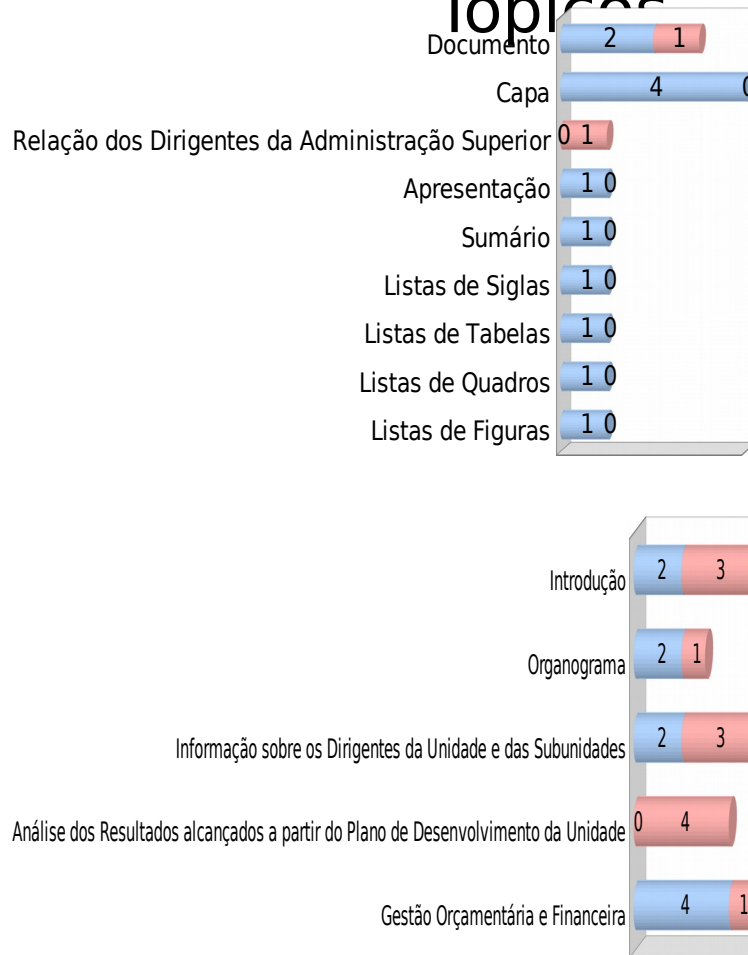 Tópicos
Documento 2 1
Capa 4 0
Relação dos Dirigentes da Administração Superior 0 1
Apresentação 1 0
Sumário 1 0
Listas de Siglas 1 0
Listas de Tabelas 1 0
Listas de Quadros 1 0
Listas de Figuras 1 0
Introdução 2 3
Organograma 2 1
Informação sobre os Dirigentes da Unidade e das Subunidades 2 3
Análise dos Resultados alcançados a partir do Plano de Desenvolvimento da Unidade 0 4
Gestão Orçamentária e Financeira 4 1